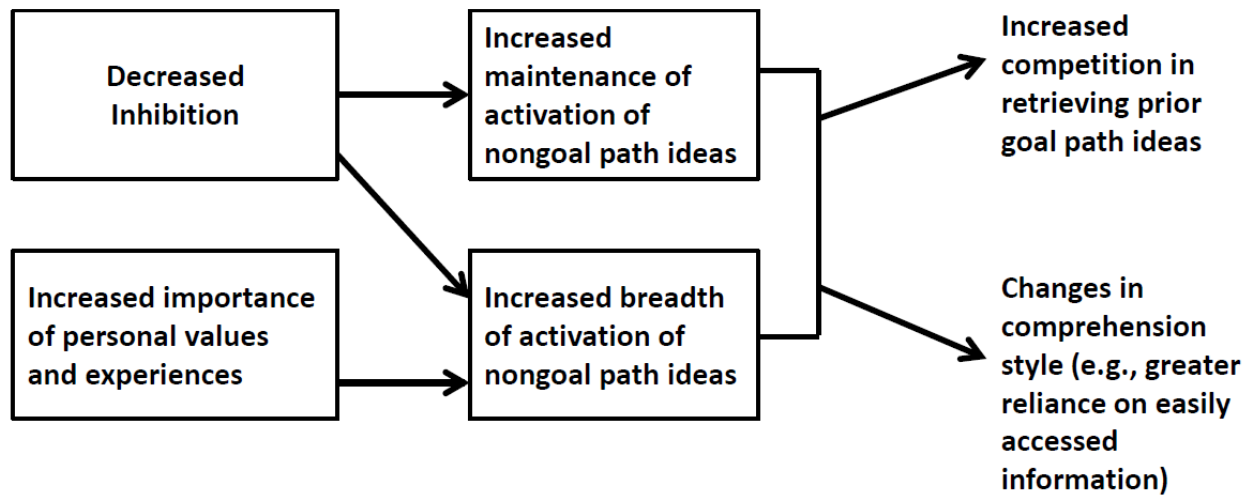 Decreased
Inhibition
Increased
maintenance of
activation of
nongoal path ideas
Increased
competition in
retrieving prior
goal path ideas
Increased importance
of personal values
and experiences
Increased breadth
of activation of
nongoal path ideas
Changes in
comprehension
style (e.g., greater
reliance on easily
accessed
information)